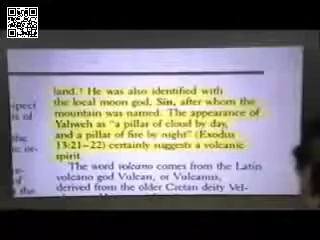 land.† He was also identified with
the local moon god, Sin, after whom the
mountain was named. The appearance of
Yahweh as "a pillar of cloud by day,
and a pillar of fire by night" (Exodus
13:21–22) certainly suggests a volcanic
spirit.
The word volcano comes from the Latin
volcano god Vulcan, or Vulcanus,
derived from the older Cretan deity Vel-